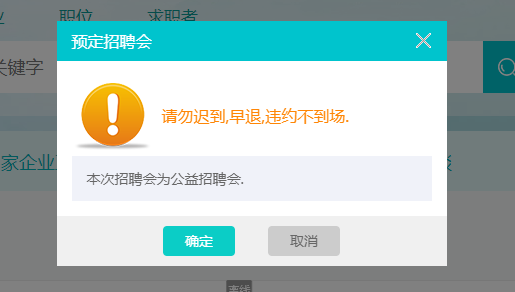 业 职位 求职者
预定招聘会
关键字
请勿迟到,早退,违约不到场.
家企业
本次招聘会为公益招聘会.
确定 取消